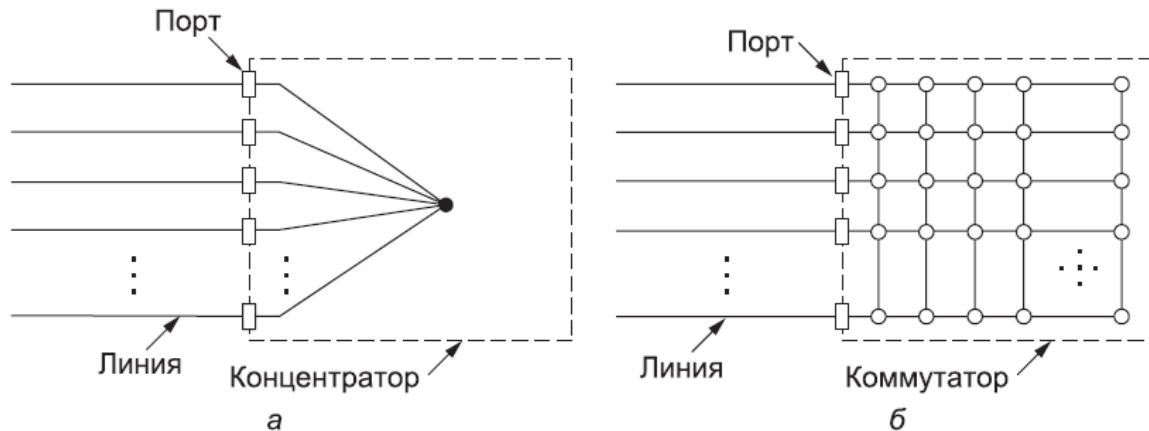 Порт
Линия
Концентратор
а
Порт
Линия
Коммутатор
б